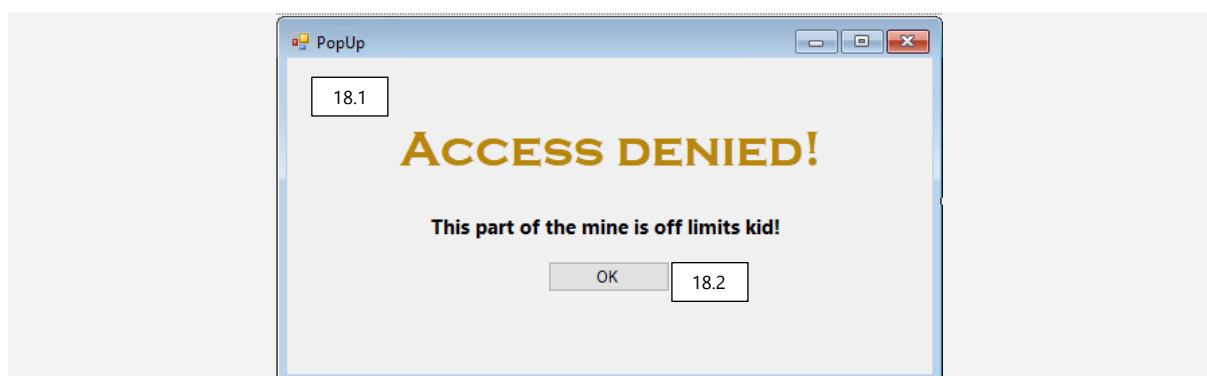 PopUp
18.1
ACCESS DENIED!
This part of the mine is off limits kid!
OK
18.2